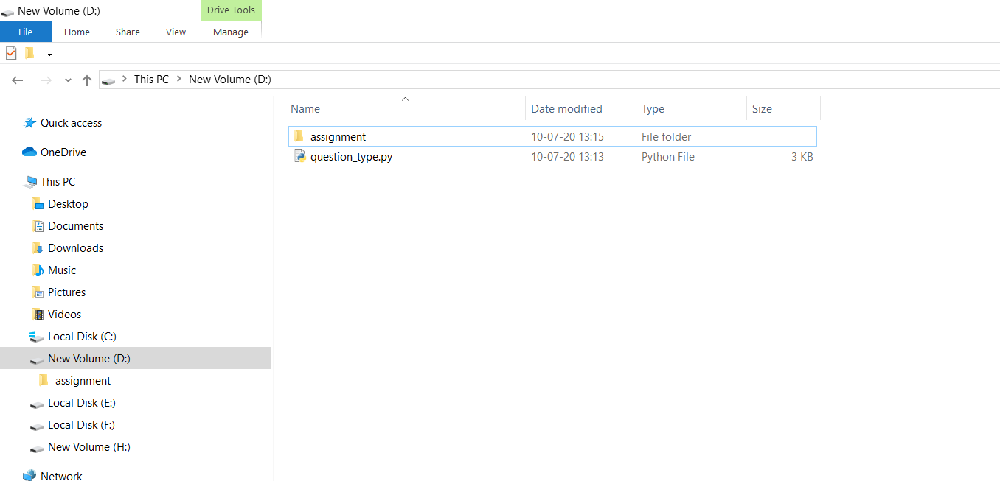 New Volume (D:)
Drive Tools
File Home Share View Manage
This PC New Volume (D:)
Name Date modified Type Size
Quick access
assignment 10-07-20 13:15 File folder
question_type.py 10-07-20 13:13 Python File 3 KB
OneDrive
This PC
Desktop
Documents
Downloads
Music
Pictures
Videos
Local Disk (C:)
New Volume (D:)
assignment
Local Disk (E:)
Local Disk (F:)
New Volume (H:)
Network